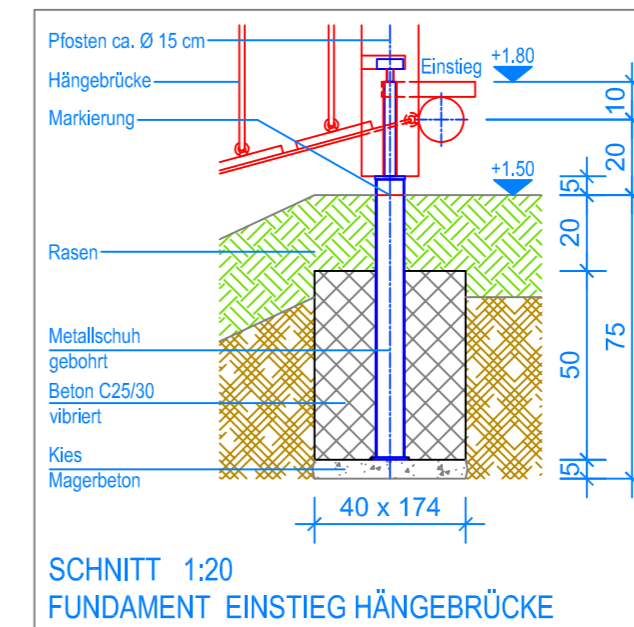 Pfosten ca. Ø 15 cm
Hängebrücke
Markierung
Einstieg
+1.80
10
20
+1.50
5
20
Rasen
Metallschuh
gebohrt
75
50
Beton C25/30
vibriert
Kies
Magerbeton
5
40 x 174
SCHNITT 1:20
FUNDAMENT EINSTIEG HÄNGEBRÜCKE